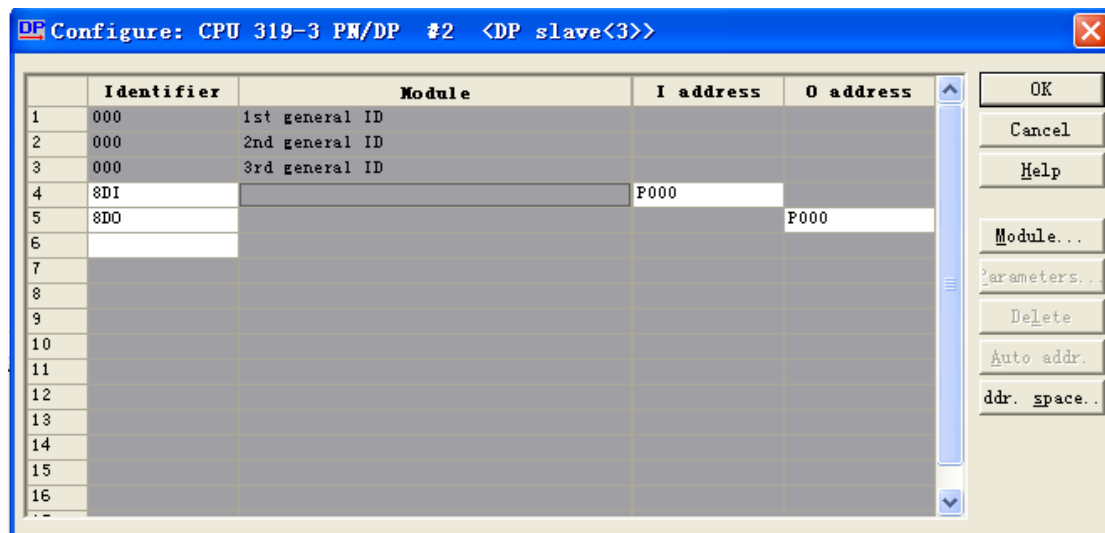 DP Configure: CPU 319-3 PN/DP #2 <DP slave<3>>
Identifier Module I address O address
1 000 1st general ID
2 000 2nd general ID
3 000 3rd general ID
4 8DI P000
5 8DO P000
6
7
8
9
10
11
12
13
14
15
16
OK
Cancel
Help
Module...
Parameters..
Delete
Auto addr.
ddr. space..